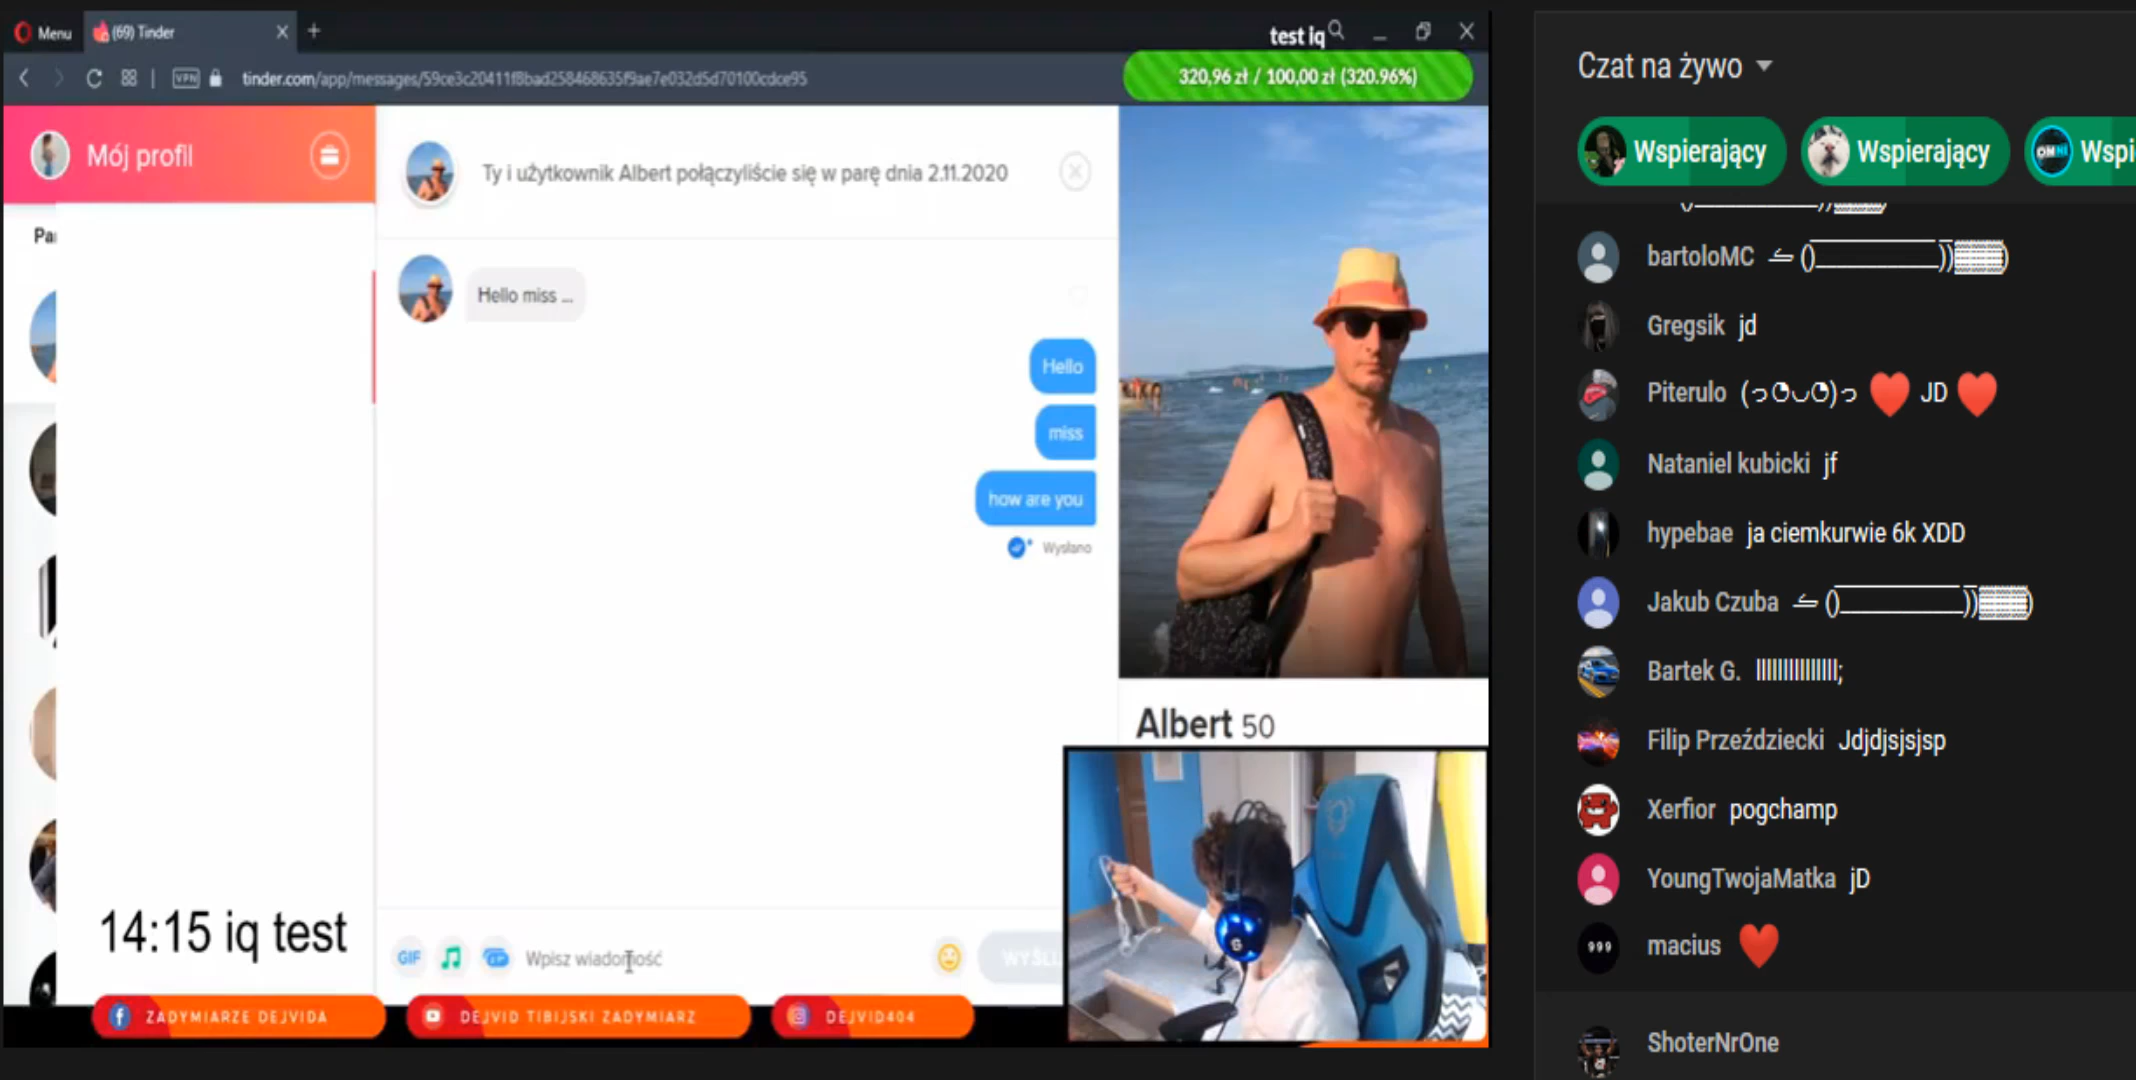 Menu
(69) Tinder
test iq
tinder.com/app/messages/59ce3c20411f8bad258468635f9ae7e032d5d70100cdce95
VPN
320,96 zł / 100,00 zł (320.96%)
Mój profil
Ty i użytkownik Albert połączyliście się w parę dnia 2.11.2020
Hello miss ...
Hello
miss
how are you
Wysłano
Albert 50
14:15 iq test
GIF
Wpisz wiadomość
ZADYMIARZE DEJVIDA
DEJVID TIBIJSKI ZADYMIARZ
DEJVID404
Czat na żywo
Wspierający
Wspierający
bartoloMC
Gregsik jd
Piterulo (っ◔◡◔)っ ♥ JD ♥
Nataniel kubicki jf
hypebae ja ciemkurwie 6k XDD
Jakub Czuba
Bartek G.
Filip Przeździecki Jdjdjsjsjsp
Xerfior pogchamp
YoungTwojaMatka jD
999
macius ♥
ShoterNrOne